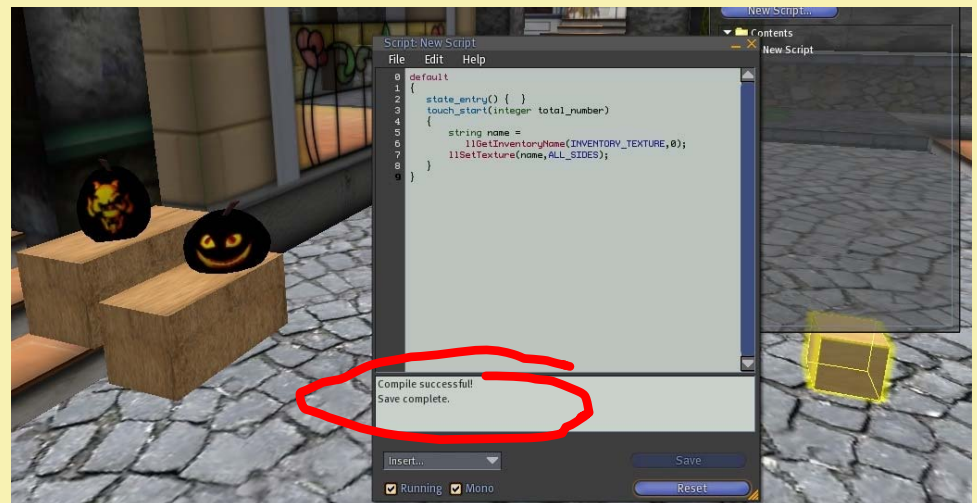 New Script...
Contents
New Script
Script: New Script
File Edit Help
0 default
1 {
2 state_entry() { }
3 touch_start(integer total_number)
4 {
5 string name =
6 llGetInventoryName(INVENTORY_TEXTURE,0);
7 llSetTexture(name,ALL_SIDES);
8 }
9 }
Compile successful!
Save complete.
Insert...
Save
Running Mono
Reset